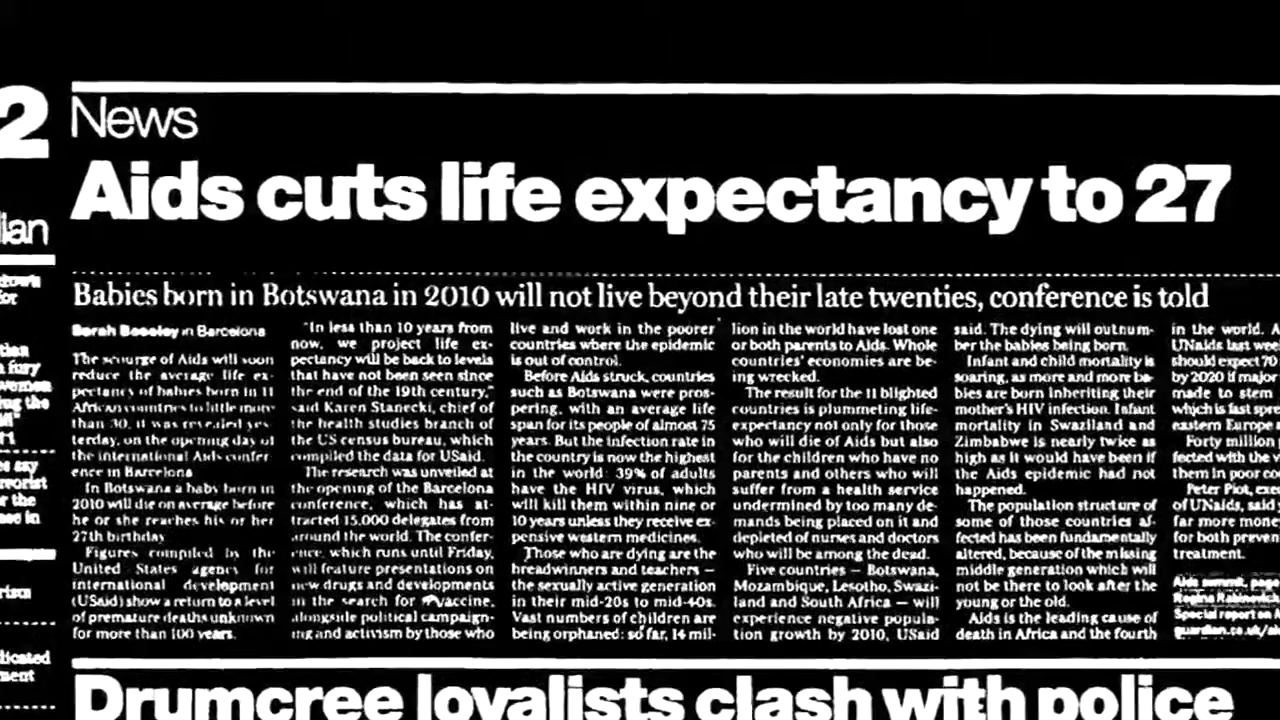 2
News
Aids cuts life expectancy to 27
lian
Babies born in Botswana in 2010 will not live beyond their late twenties, conference is told
Sarah Boseley in Barcelona
The scourge of Aids will soon
reduce the average life ex-
pectancy of babies born in 11
African countries to little more
than 30, it was revealed yes-
terday, on the opening day of
the international Aids confer-
ence in Barcelona.
In Botswana a baby born in
2010 will die on average before
he or she reaches his or her
27th birthday.
Figures compiled by the
United States agency for
international development
(USaid) show a return to a level
of premature deaths unknown
for more than 100 years.
"In less than 10 years from
now, we project life ex-
pectancy will be back to levels
that have not been seen since
the end of the 19th century,"
said Karen Stanecki, chief of
the health studies branch of
the US census bureau, which
compiled the data for USaid.
The research was unveiled at
the opening of the Barcelona
conference, which has at-
tracted 15,000 delegates from
around the world. The confer-
ence, which runs until Friday,
will feature presentations on
new drugs and developments
in the search for vaccine,
alongside political campaign-
ing and activism by those who
live and work in the poorer
countries where the epidemic
is out of control.
Before Aids struck, countries
such as Botswana were pros-
pering, with an average life
span for its people of almost 75
years. But the infection rate in
the country is now the highest
in the world: 39% of adults
have the HIV virus, which
will kill them within nine or
10 years unless they receive ex-
pensive western medicines.
Those who are dying are the
breadwinners and teachers —
the sexually active generation
in their mid-20s to mid-40s.
Vast numbers of children are
being orphaned: so far, 14 mil-
lion in the world have lost one
or both parents to Aids. Whole
countries' economies are be-
ing wrecked.
The result for the 11 blighted
countries is plummeting life-
expectancy not only for those
who will die of Aids but also
for the children who have no
parents and others who will
suffer from a health service
undermined by too many de-
mands being placed on it and
depleted of nurses and doctors
who will be among the dead.
Five countries — Botswana,
Mozambique, Lesotho, Swazi-
land and South Africa — will
experience negative popula-
tion growth by 2010, USaid
said. The dying will outnum-
ber the babies being born.
Infant and child mortality is
soaring, as more and more ba-
bies are born inheriting their
mother's HIV infection. Infant
mortality in Swaziland and
Zimbabwe is nearly twice as
high as it would have been if
the Aids epidemic had not
happened.
The population structure of
some of those countries af-
fected has been fundamentally
altered, because of the missing
middle generation which will
not be there to look after the
young or the old.
Aids is the leading cause of
death in Africa and the fourth
in the world. A
UNaids last wee
should expect 70
by 2020 if major
made to stem
which is fast spre
eastern Europe
Forty million
fected with the v
them in poor co
Peter Piot, exe
of UNaids, said
far more mone
for both preven
treatment.
Aids summit, page
Special report on
guardian.co.uk/ai
Drumcree loyalists clash with police